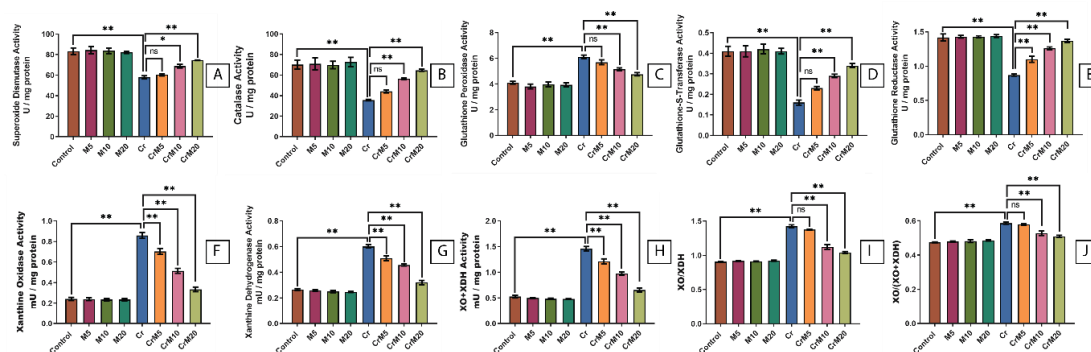 Superoxide Dismutase Activity
U / mg protein
100
80
60
40
20
0
**
**
*
ns
Control
M5
M10
M20
Cr
CrM5
CrM10
CrM20
A
Catalase Activity
U / mg protein
100
80
60
40
20
0
**
**
**
ns
Control
M5
M10
M20
Cr
CrM5
CrM10
CrM20
B
Glutathione Peroxidase Activity
U / mg protein
8
6
4
2
0
**
**
**
ns
Control
M5
M10
M20
Cr
CrM5
CrM10
CrM20
C
Glutathione-S-Transferase Activity
U / mg protein
0.5
0.4
0.3
0.2
0.1
0.0
**
**
**
ns
Control
M5
M10
M20
Cr
CrM5
CrM10
CrM20
D
Glutathione Reductase Activity
U / mg protein
1.5
1.0
0.5
0.0
**
**
**
**
Control
M5
M10
M20
Cr
CrM5
CrM10
CrM20
E
Xanthine Oxidase Activity
mU / mg protein
1.0
0.8
0.6
0.4
0.2
0.0
**
**
**
**
Control
M5
M10
M20
Cr
CrM5
CrM10
CrM20
F
Xanthine Dehydrogenase Activity
mU / mg protein
0.8
0.6
0.4
0.2
0.0
**
**
**
**
Control
M5
M10
M20
Cr
CrM5
CrM10
CrM20
G
XO+XDH Activity
mU / mg protein
2.0
1.5
1.0
0.5
0.0
**
**
**
**
Control
M5
M10
M20
Cr
CrM5
CrM10
CrM20
H
XO/XDH
2.0
1.5
1.0
0.5
0.0
**
**
**
ns
Control
M5
M10
M20
Cr
CrM5
CrM10
CrM20
I
XO/(XO+XDH)
0.6
0.4
0.2
0.0
**
**
**
ns
Control
M5
M10
M20
Cr
CrM5
CrM10
CrM20
J